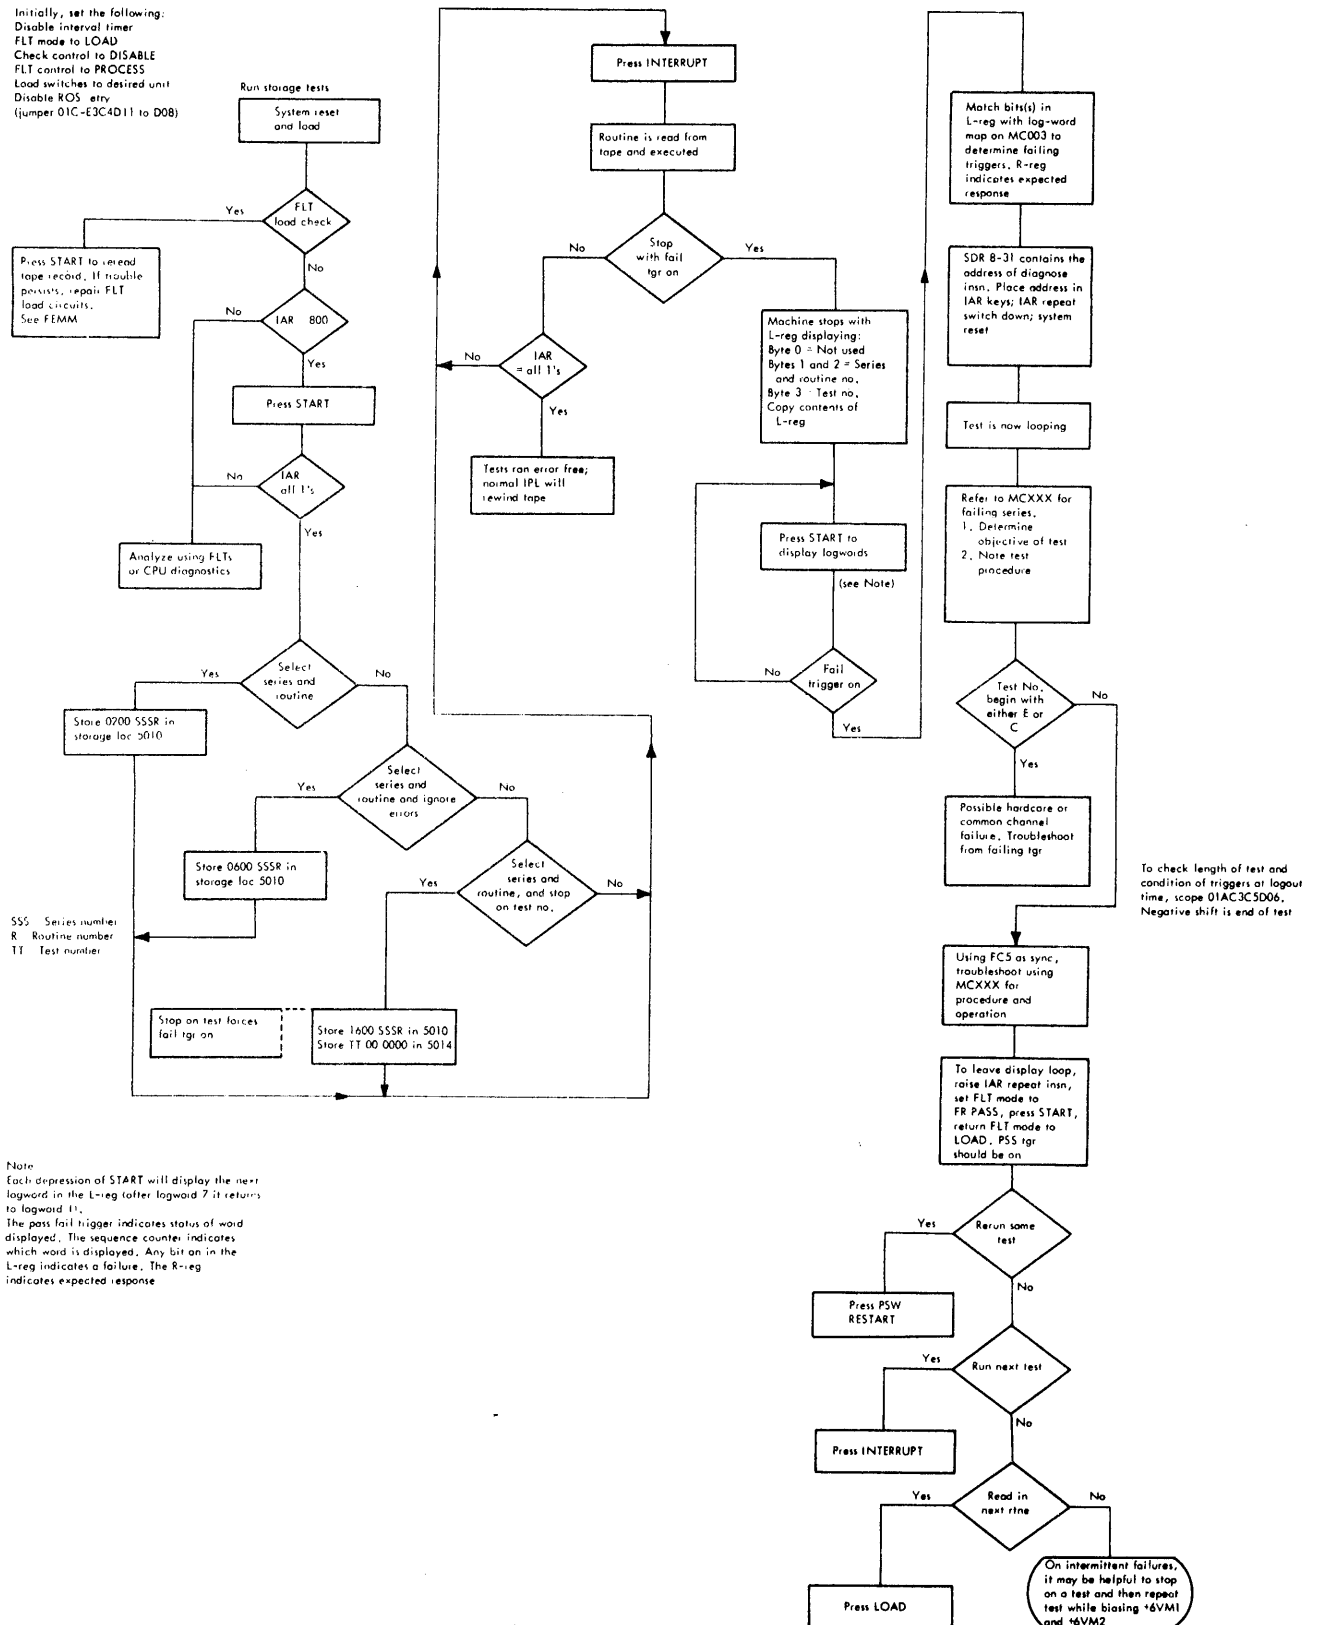 Initially, set the following:
Disable interval timer
FLT mode to LOAD
Check control to DISABLE
FLT control to PROCESS
Load switches to desired unit
Disable ROS etry
(jumper 01C-E3C4D11 to D08)
Run storage tests
System reset
and load
FLT
load check
Yes
No
Press START to reread
tape record. If trouble
persists, repair FLT
load circuits.
See FEMM
IAR 800
No
Yes
Press START
IAR
all 1's
No
Yes
Analyze using FLTs
or CPU diagnostics
Select
series and
routine
Yes
No
Store 0200 SSSR in
storage loc 5010
Select
series and
routine and ignore
errors
Yes
No
Store 0600 SSSR in
storage loc 5010
Select
series and
routine, and stop
on test no.
Yes
No
SSS Series number
R Routine number
TT Test number
Stop on test forces
fail tgr on
Store 1600 SSSR in 5010
Store TT 00 0000 in 5014
Note
Each depression of START will display the next
logword in the L-reg (after logword 7 it returns
to logword
The pass fail trigger indicates status of word
displayed. The sequence counter indicates
which word is displayed. Any bit on in the
L-reg indicates a failure. The R-reg
indicates expected response
Press INTERRUPT
Routine is read from
tape and executed
Stop
with fail
tgr on
No
Yes
IAR
= all 1's
No
Yes
Tests ran error free;
normal IPL will
rewind tape
Machine stops with
L-reg displaying:
Byte 0 = Not used
Bytes 1 and 2 = Series
and routine no.
Byte 3 = Test no.
Copy contents of
L-reg
Press START to
display logwords
(see Note)
Fail
trigger on
No
Yes
Match bits(s) in
L-reg with log-word
map on MC003 to
determine failing
triggers. R-reg
indicates expected
response
SDR 8-31 contains the
address of diagnose
insn. Place address in
IAR keys; IAR repeat
switch down; system
reset
Test is now looping
Refer to MCXXX for
failing series.
1. Determine
objective of test
2. Note test
procedure
Test No.
begin with
either E or
C
No
Yes
Possible hardcore or
common channel
failure. Troubleshoot
from failing tgr
To check length of test and
condition of triggers at logout
time, scope 01AC3C5D06.
Negative shift is end of test
Using FC5 as sync,
troubleshoot using
MCXXX for
procedure and
operation
To leave display loop,
raise IAR repeat insn,
set FLT mode to
FR PASS, press START,
return FLT mode to
LOAD. PSS tgr
should be on
Rerun same
test
Yes
No
Press PSW
RESTART
Run next test
Yes
No
Press INTERRUPT
Read in
next rtne
Yes
No
Press LOAD
On intermittent failures,
it may be helpful to stop
on a test and then repeat
test while biasing +6VM1
and +6VM2